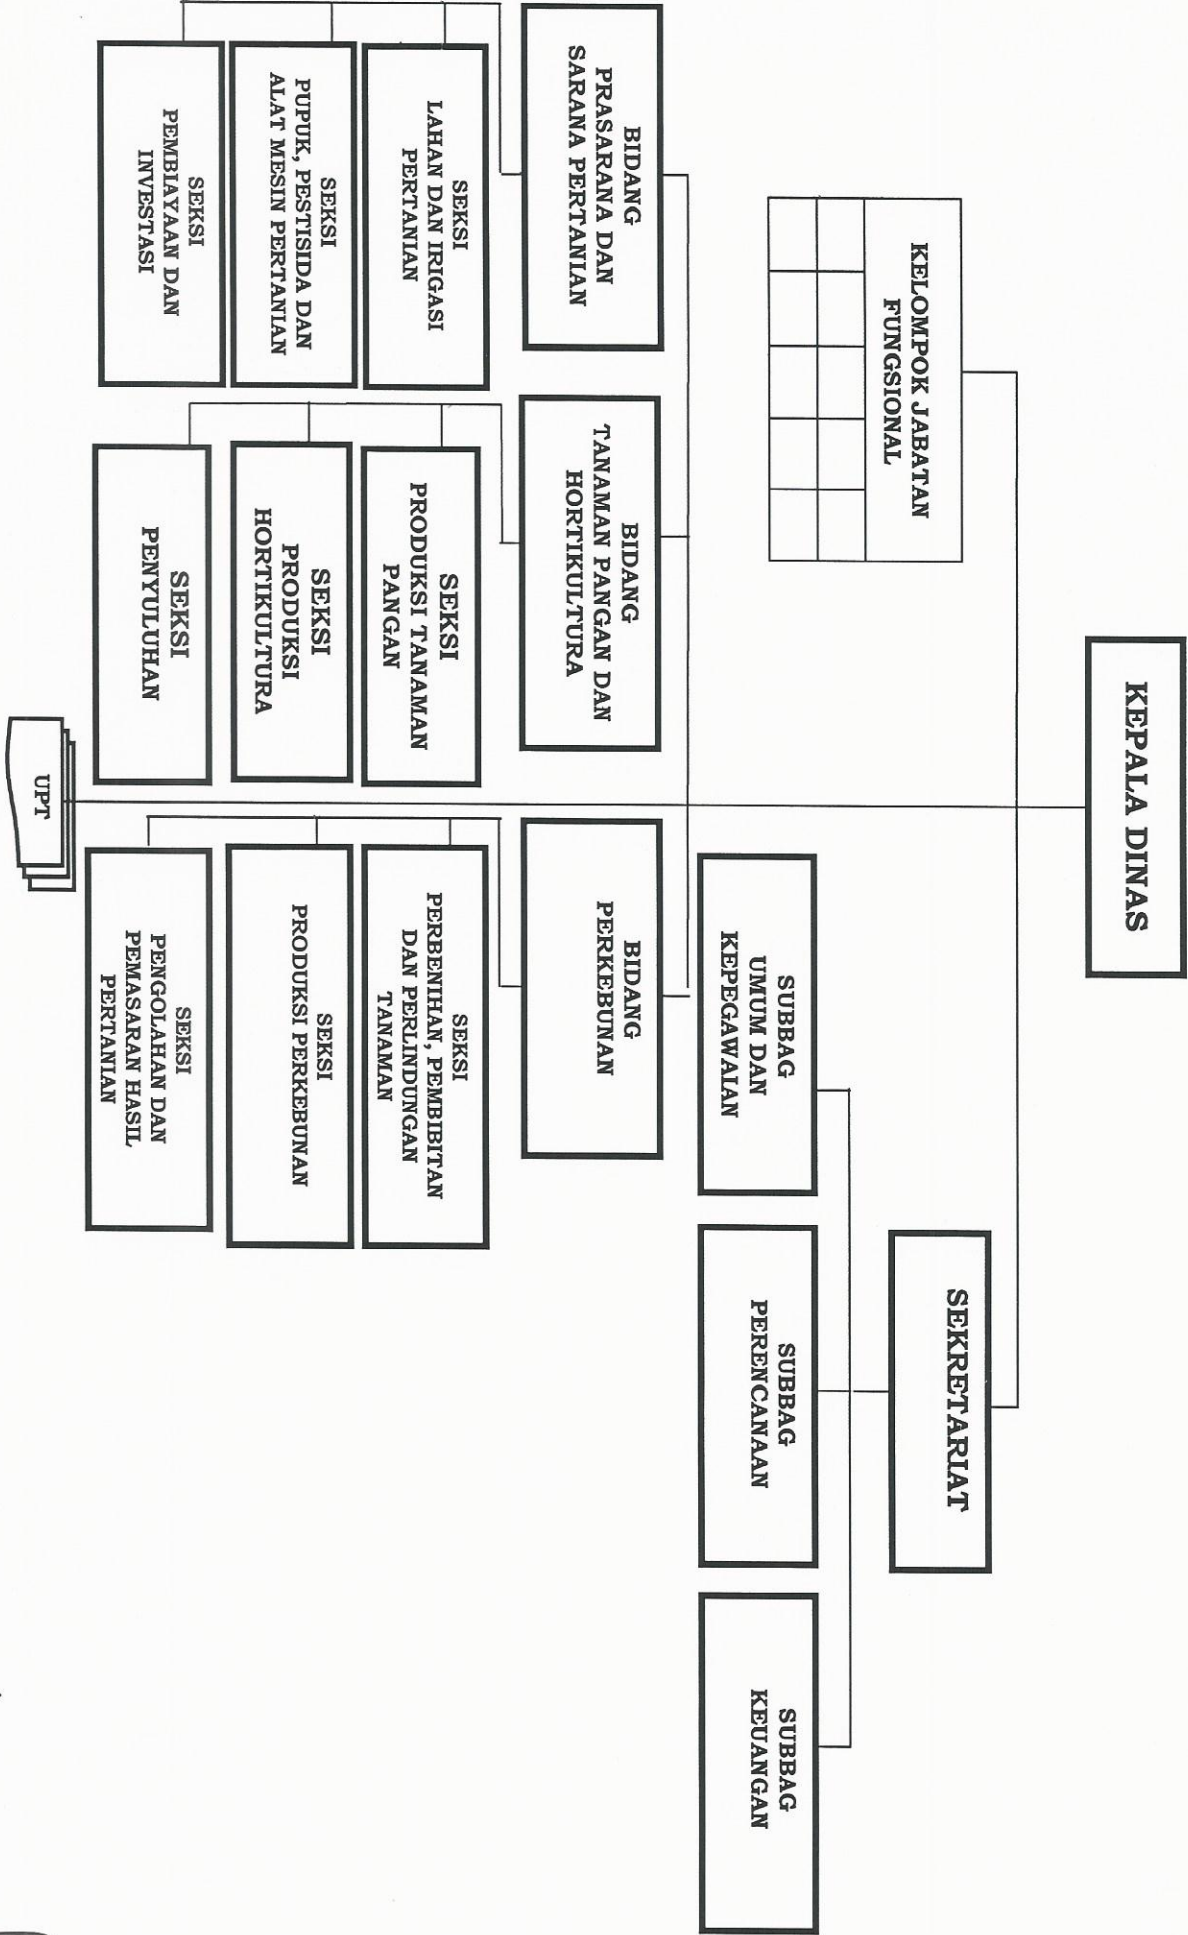 KEPALA DINAS
KELOMPOK JABATAN
FUNGSIONAL
SEKRETARIAT
SUBBAG
UMUM DAN
KEPEGAWAIAN
SUBBAG
PERENCANAAN
SUBBAG
KEUANGAN
BIDANG
PRASARANA DAN
SARANA PERTANIAN
BIDANG
TANAMAN PANGAN DAN
HORTIKULTURA
BIDANG
PERKEBUNAN
SEKSI
LAHAN DAN IRIGASI
PERTANIAN
SEKSI
PUPUK, PESTISIDA DAN
ALAT MESIN PERTANIAN
SEKSI
PEMBIAYAAN DAN
INVESTASI
SEKSI
PRODUKSI TANAMAN
PANGAN
SEKSI
PRODUKSI
HORTIKULTURA
SEKSI
PENYULUHAN
SEKSI
PERBENIHAN, PEMBIBITAN
DAN PERLINDUNGAN
TANAMAN
SEKSI
PRODUKSI PERKEBUNAN
SEKSI
PENGOLAHAN DAN
PEMASARAN HASIL
PERTANIAN
UPT